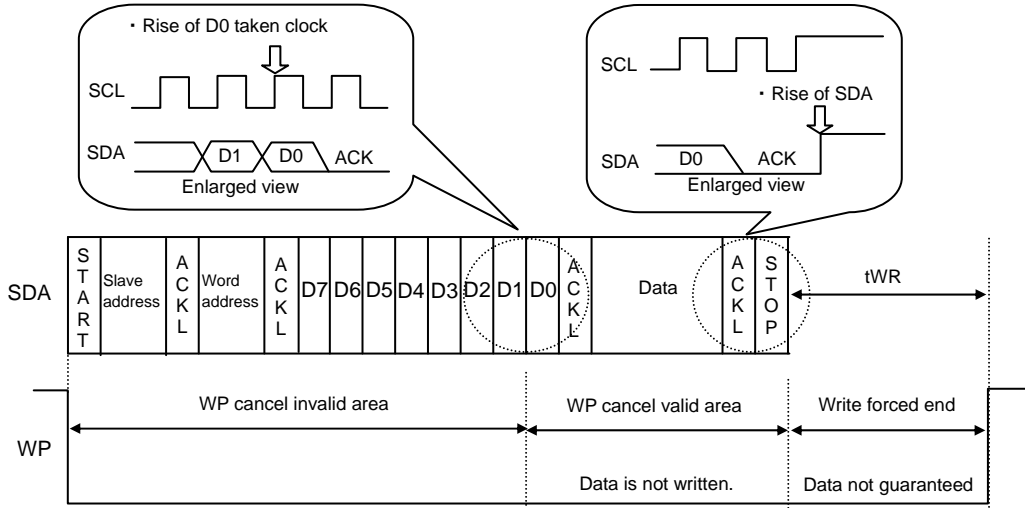 ・ Rise of D0 taken clock
SCL
SDA
D1
D0
ACK
Enlarged view
SCL
・ Rise of SDA
SDA
D0
ACK
Enlarged view
SDA
START
Slave address
ACKL
Word address
ACKL
D7
D6
D5
D4
D3
D2
D1
D0
ACKL
Data
ACKL
STOP
tWR
WP
WP cancel invalid area
WP cancel valid area
Write forced end
Data is not written.
Data not guaranteed